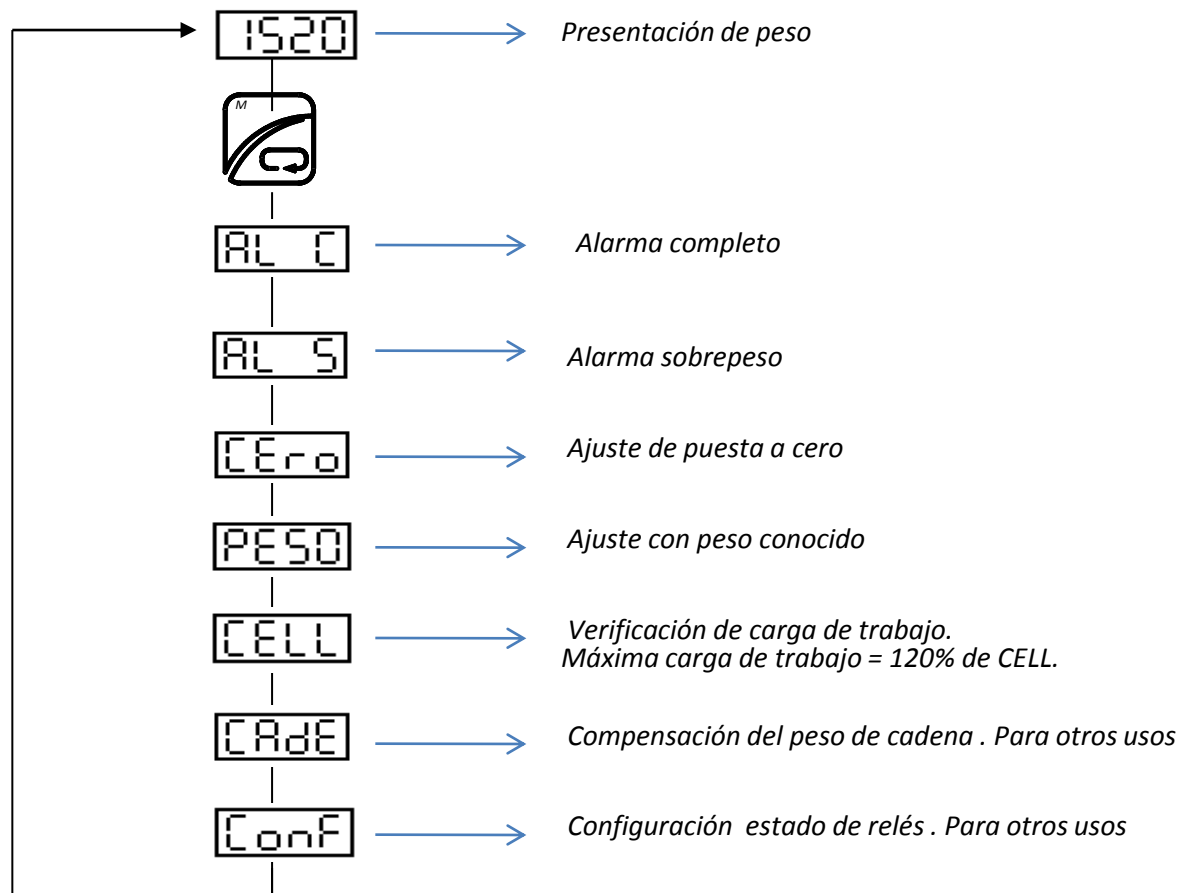 1520 Presentación de peso
M
AL C Alarma completo
AL S Alarma sobrepeso
CEro Ajuste de puesta a cero
PESO Ajuste con peso conocido
CELL Verificación de carga de trabajo.
Máxima carga de trabajo = 120% de CELL.
CAdE Compensación del peso de cadena . Para otros usos
ConF Configuración estado de relés . Para otros usos